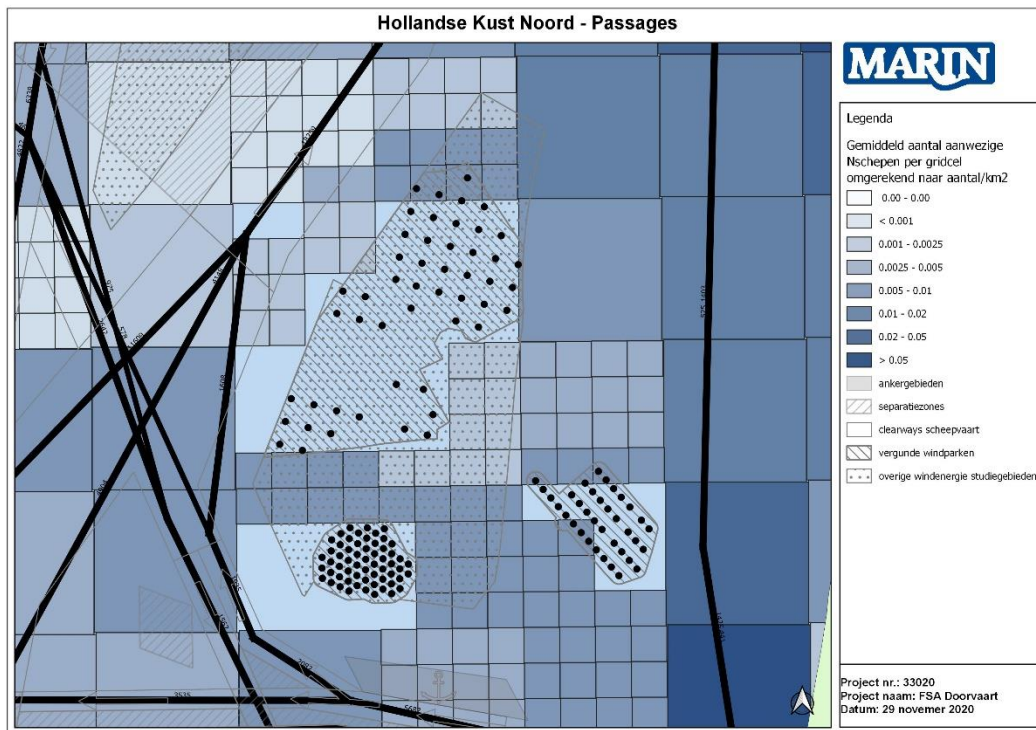 Hollandse Kust Noord - Passages
MARIN
Legenda
Gemiddeld aantal aanwezige
Nschepen per gridcel
omgerekend naar aantal/km2
0.00 - 0.00
< 0.001
0.001 - 0.0025
0.0025 - 0.005
0.005 - 0.01
0.01 - 0.02
0.02 - 0.05
> 0.05
ankergebieden
separatiezones
clearways scheepvaart
vergunde windparken
overige windenergie studiegebieden
Project nr.: 33020
Project naam: FSA Doorvaart
Datum: 29 novemer 2020